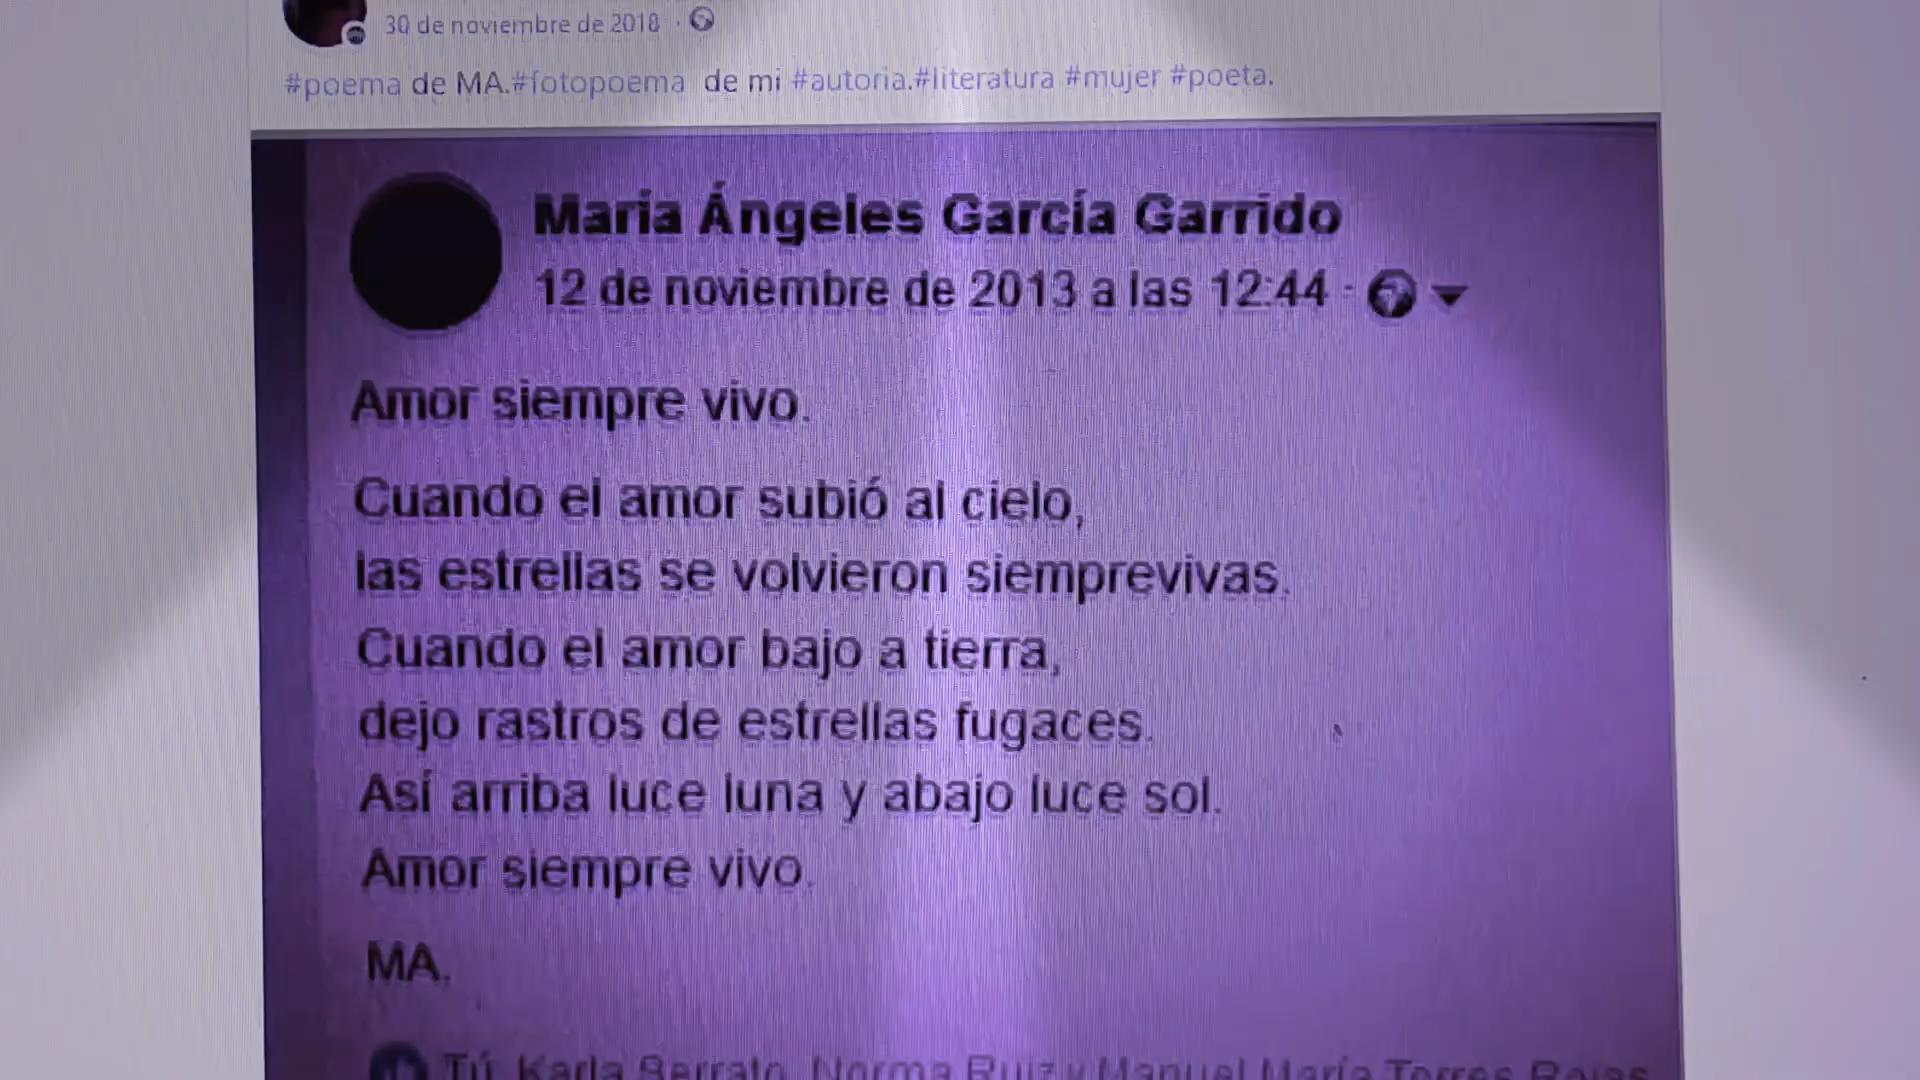 30 de noviembre de 2018 ·
#poema de MA.#fotopoema de mi #autoria.#literatura #mujer #poeta.
Maria Ángeles García Garrido
12 de noviembre de 2013 a las 12:44 ·
Amor siempre vivo.
Cuando el amor subió al cielo,
las estrellas se volvieron siemprevivas.
Cuando el amor bajo a tierra,
dejo rastros de estrellas fugaces.
Así arriba luce luna y abajo luce sol.
Amor siempre vivo.
MA.
Tú, Karla Serrato, Norma Ruiz y Manuel María Torres Rojas